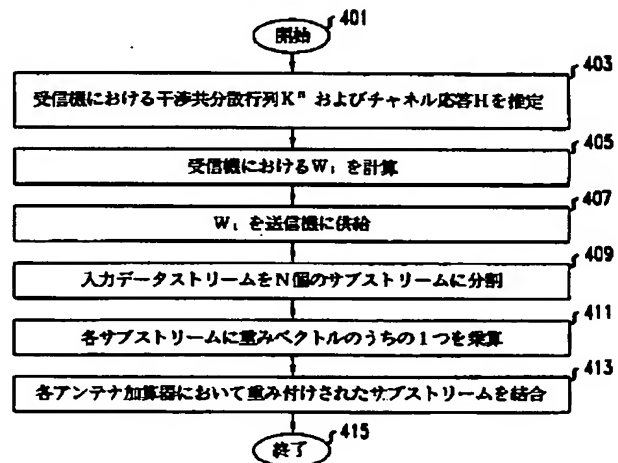 401
開始
403
受信機における干渉共分散行列Kⁿ およびチャネル応答Hを推定
405
受信機におけるWᵢ を計算
407
Wᵢ を送信機に供給
409
入力データストリームをN個のサブストリームに分割
411
各サブストリームに重みベクトルのうちの1つを乗算
413
各アンテナ加算器において重み付けされたサブストリームを結合
415
終了